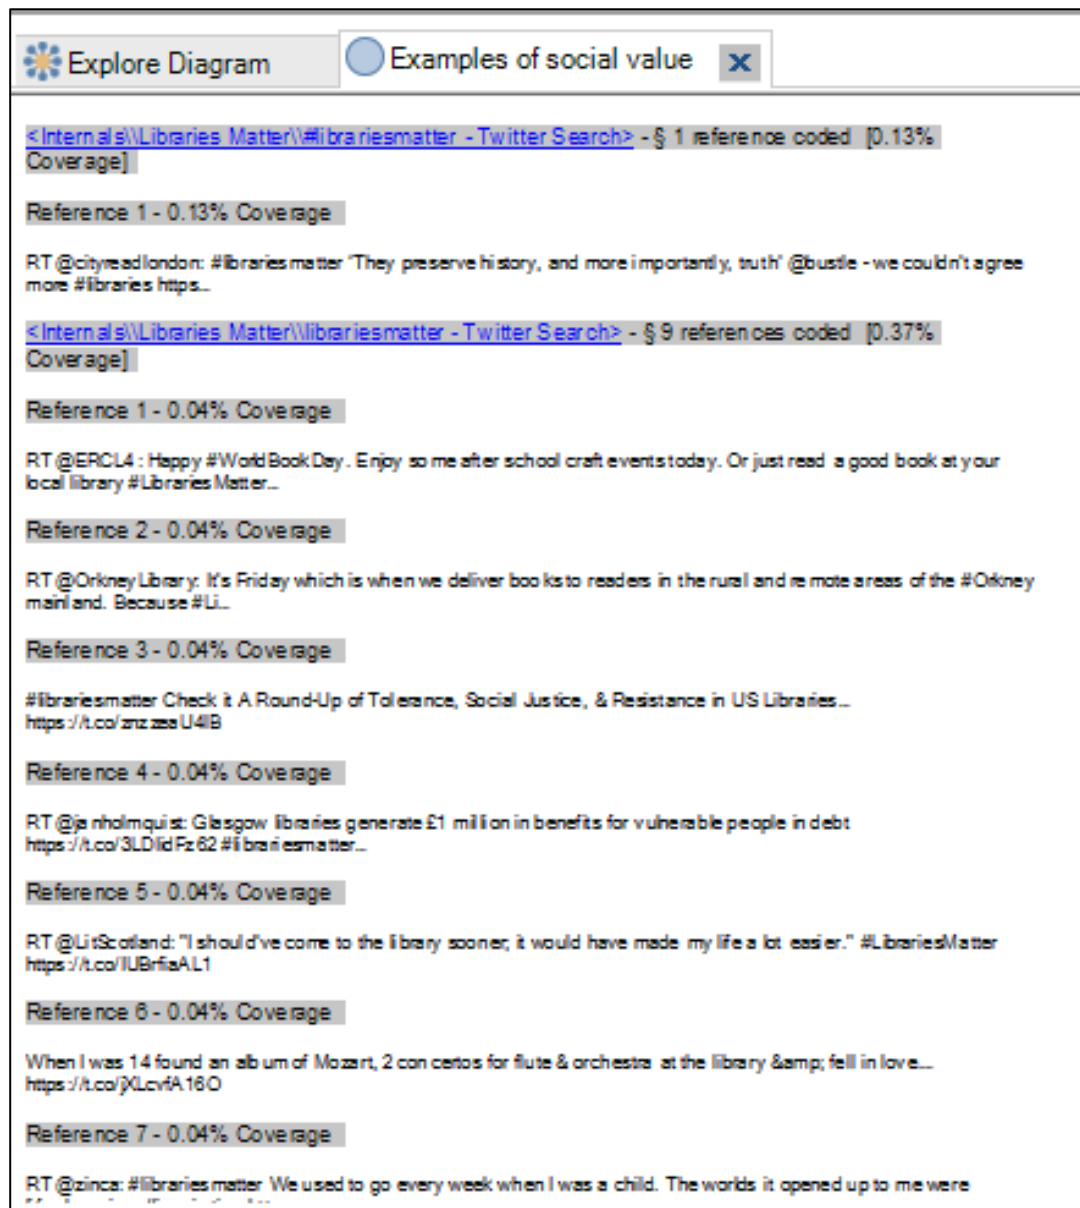 Explore Diagram
Examples of social value
x
<Internals\\Libraries Matter\\#librariesmatter - Twitter Search> - § 1 reference coded [0.13%
Coverage]
Reference 1 - 0.13% Coverage
RT @cityreadlondon: #librariesmatter 'They preserve history, and more importantly, truth' @bustle - we couldn't agree
more #libraries https...
<Internals\\Libraries Matter\\librariesmatter - Twitter Search> - § 9 references coded [0.37%
Coverage]
Reference 1 - 0.04% Coverage
RT @ERCL4 : Happy #WorldBookDay. Enjoy some after school craft events today. Or just read a good book at your
local library #LibrariesMatter...
Reference 2 - 0.04% Coverage
RT @OrkneyLibrary: It's Friday which is when we deliver books to readers in the rural and remote areas of the #Orkney
mainland. Because #Li...
Reference 3 - 0.04% Coverage
#librariesmatter Check it A Round-Up of Tolerance, Social Justice, & Resistance in US Libraries...
https://t.co/znzzeaU4IB
Reference 4 - 0.04% Coverage
RT @janholmquist: Glasgow libraries generate £1 million in benefits for vulnerable people in debt
https://t.co/3LDlidFz62 #librariesmatter...
Reference 5 - 0.04% Coverage
RT @LitScotland: "I should've come to the library sooner; it would have made my life a lot easier." #LibrariesMatter
https://t.co/IUBrfiaAL1
Reference 6 - 0.04% Coverage
When I was 14 found an album of Mozart, 2 concertos for flute & orchestra at the library &amp; fell in love....
https://t.co/jXLcvfA16O
Reference 7 - 0.04% Coverage
RT @zinca: #librariesmatter We used to go every week when I was a child. The worlds it opened up to me were